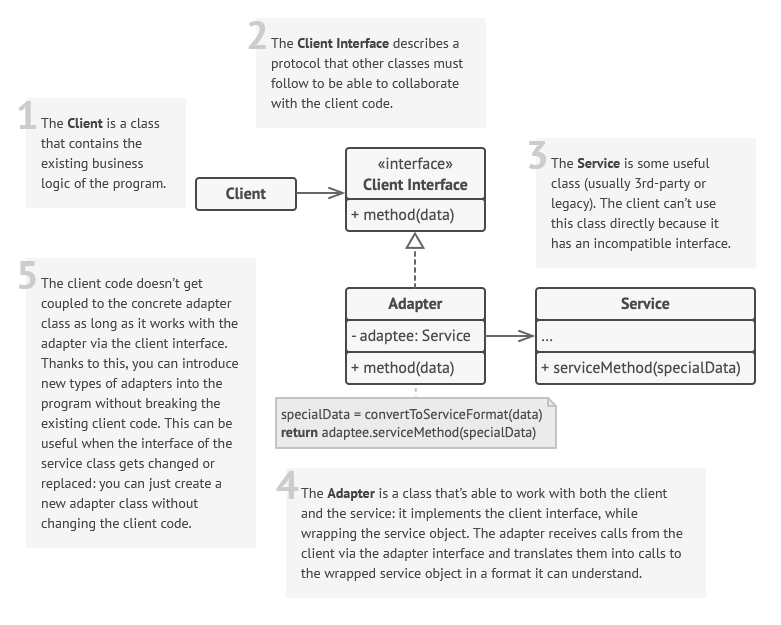 1
The Client is a class
that contains the
existing business
logic of the program.
2
The Client Interface describes a
protocol that other classes must
follow to be able to collaborate
with the client code.
Client
«interface»
Client Interface
+ method(data)
3
The Service is some useful
class (usually 3rd-party or
legacy). The client can't use
this class directly because it
has an incompatible interface.
Adapter
- adaptee: Service
+ method(data)
Service
...
+ serviceMethod(specialData)
specialData = convertToServiceFormat(data)
return adaptee.serviceMethod(specialData)
4
The Adapter is a class that's able to work with both the client
and the service: it implements the client interface, while
wrapping the service object. The adapter receives calls from the
client via the adapter interface and translates them into calls to
the wrapped service object in a format it can understand.
5
The client code doesn't get
coupled to the concrete adapter
class as long as it works with the
adapter via the client interface.
Thanks to this, you can introduce
new types of adapters into the
program without breaking the
existing client code. This can be
useful when the interface of the
service class gets changed or
replaced: you can just create a
new adapter class without
changing the client code.